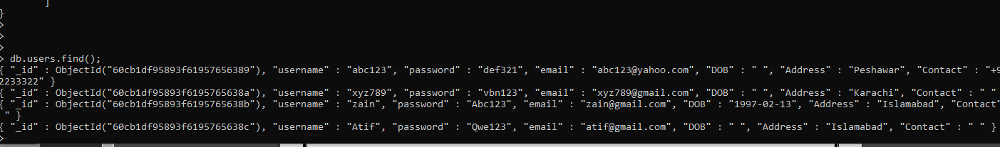 ]
}
>
>
>
> db.users.find();
{ "_id" : ObjectId("60cb1df95893f61957656389"), "username" : "abc123", "password" : "def321", "email" : "abc123@yahoo.com", "DOB" : " ", "Address" : "Peshawar", "Contact" : "+9
2233322" }
{ "_id" : ObjectId("60cb1df95893f6195765638a"), "username" : "xyz789", "password" : "vbn123", "email" : "xyz789@gmail.com", "DOB" : " ", "Address" : "Karachi", "Contact" : " "
{ "_id" : ObjectId("60cb1df95893f6195765638b"), "username" : "zain", "password" : "Abc123", "email" : "zain@gmail.com", "DOB" : "1997-02-13", "Address" : "Islamabad", "Contact"
" }
{ "_id" : ObjectId("60cb1df95893f6195765638c"), "username" : "Atif", "password" : "Qwe123", "email" : "atif@gmail.com", "DOB" : " ", "Address" : "Islamabad", "Contact" : " " }
>